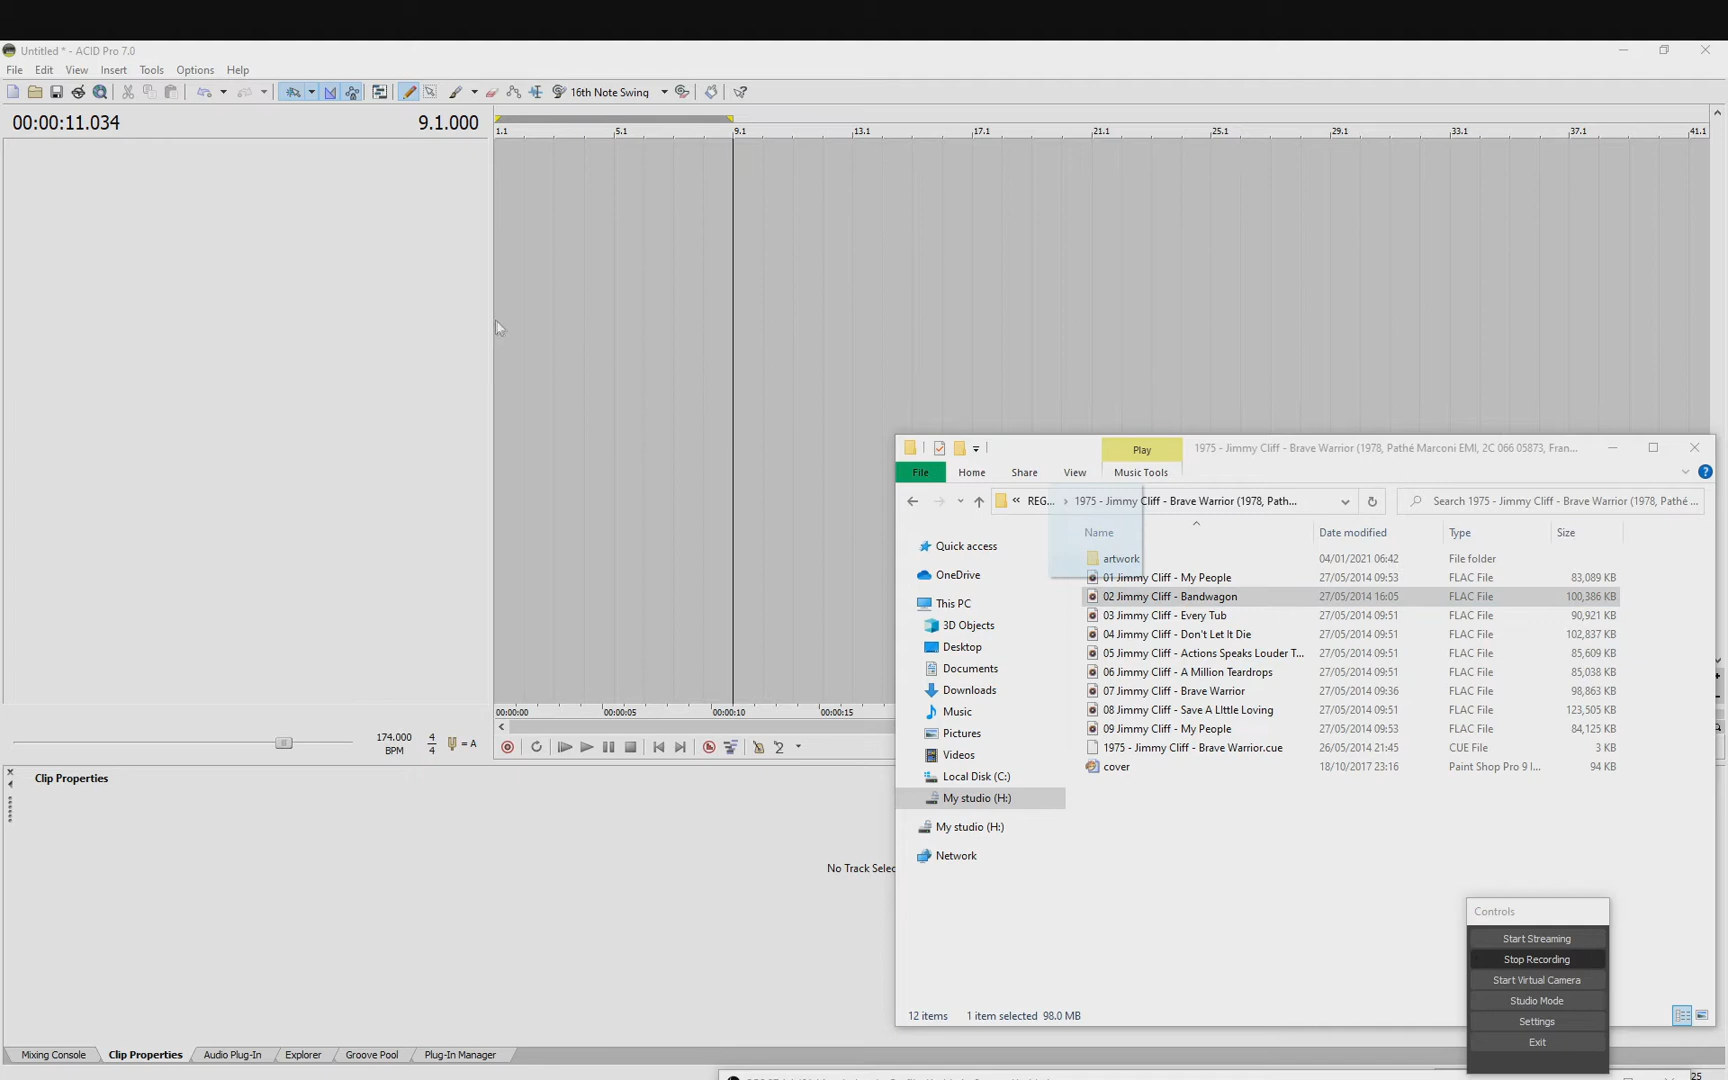 Untitled * - ACID Pro 7.0
File Edit View Insert Tools Options Help
16th Note Swing
00:00:11.034 9.1.000
1.1 5.1 9.1 13.1 17.1 21.1 25.1 29.1 33.1 37.1 41.1
Play
1975 - Jimmy Cliff - Brave Warrior (1978, Pathé Marconi EMI, 2C 066 05873, Fran...
File Home Share View Music Tools
« REG... › 1975 - Jimmy Cliff - Brave Warrior (1978, Path...
Search 1975 - Jimmy Cliff - Brave Warrior (1978, Pathé ...
Name Date modified Type Size
Quick access
OneDrive
This PC
3D Objects
Desktop
Documents
Downloads
Music
Pictures
Videos
Local Disk (C:)
My studio (H:)
My studio (H:)
Network
artwork 04/01/2021 06:42 File folder
01 Jimmy Cliff - My People 27/05/2014 09:53 FLAC File 83,089 KB
02 Jimmy Cliff - Bandwagon 27/05/2014 16:05 FLAC File 100,386 KB
03 Jimmy Cliff - Every Tub 27/05/2014 09:51 FLAC File 90,921 KB
04 Jimmy Cliff - Don't Let It Die 27/05/2014 09:51 FLAC File 102,837 KB
05 Jimmy Cliff - Actions Speaks Louder T... 27/05/2014 09:51 FLAC File 85,609 KB
06 Jimmy Cliff - A Million Teardrops 27/05/2014 09:51 FLAC File 85,038 KB
07 Jimmy Cliff - Brave Warrior 27/05/2014 09:36 FLAC File 98,863 KB
08 Jimmy Cliff - Save A LIttle Loving 27/05/2014 09:51 FLAC File 123,505 KB
09 Jimmy Cliff - My People 27/05/2014 09:53 FLAC File 84,125 KB
1975 - Jimmy Cliff - Brave Warrior.cue 26/05/2014 21:45 CUE File 3 KB
cover 18/10/2017 23:16 Paint Shop Pro 9 I... 94 KB
12 items 1 item selected 98.0 MB
00:00:00 00:00:05 00:00:10 00:00:15
174.000
BPM
4
4
= A
Clip Properties
No Track Selec
Controls
Start Streaming
Stop Recording
Start Virtual Camera
Studio Mode
Settings
Exit
Mixing Console Clip Properties Audio Plug-In Explorer Groove Pool Plug-In Manager
25